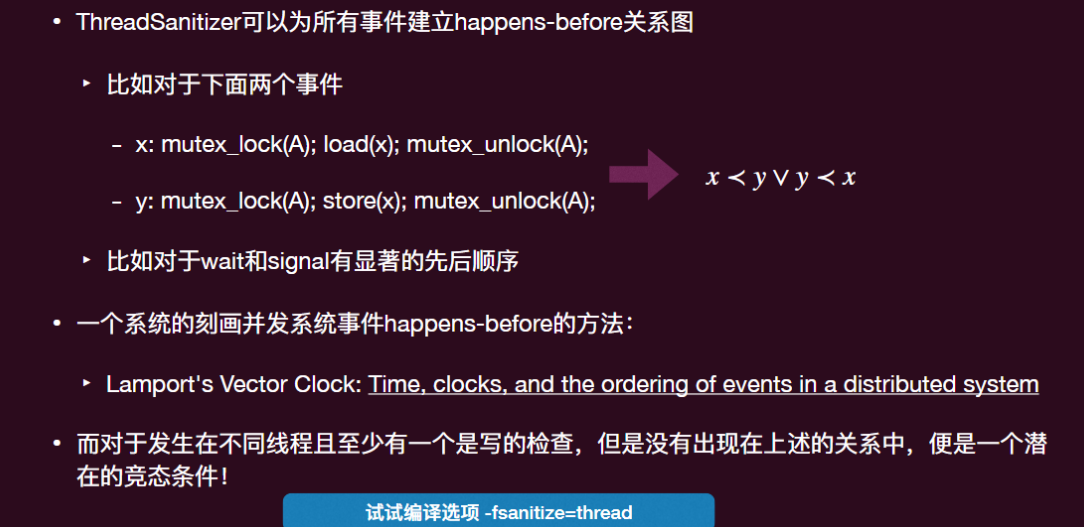 • ThreadSanitizer可以为所有事件建立happens-before关系图
‣ 比如对于下面两个事件
- x: mutex_lock(A); load(x); mutex_unlock(A);
x ≺ y ∨ y ≺ x
- y: mutex_lock(A); store(x); mutex_unlock(A);
‣ 比如对于wait和signal有显著的先后顺序
• 一个系统的刻画并发系统事件happens-before的方法：
‣ Lamport's Vector Clock: Time, clocks, and the ordering of events in a distributed system
• 而对于发生在不同线程且至少有一个是写的检查，但是没有出现在上述的关系中，便是一个潜
在的竞态条件！
试试编译选项 -fsanitize=thread